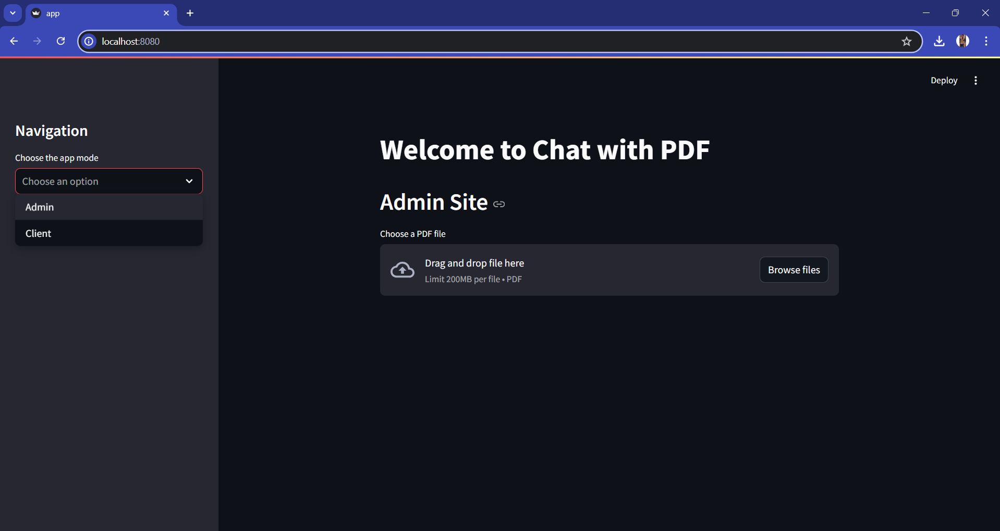 app
localhost:8080
Deploy
Navigation
Choose the app mode
Choose an option
Admin
Client
Welcome to Chat with PDF
Admin Site
Choose a PDF file
Drag and drop file here
Limit 200MB per file • PDF
Browse files